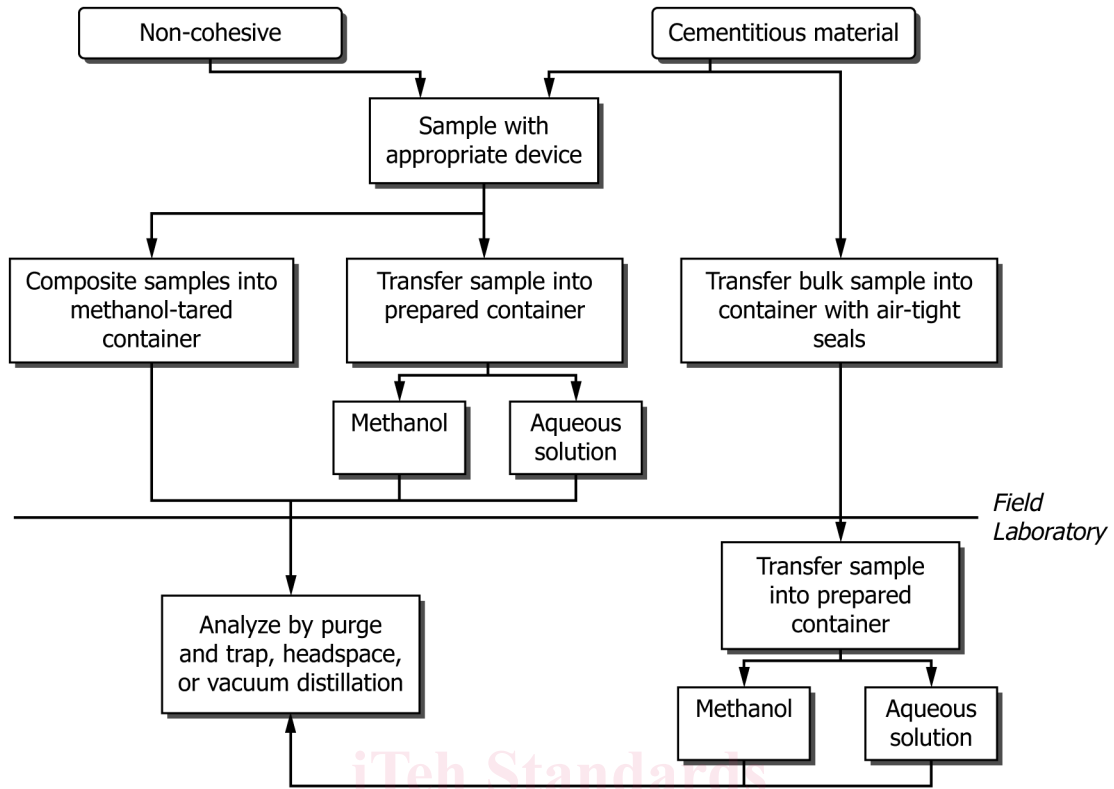 Non-cohesive
Cementitious material
Sample with
appropriate device
Composite samples into
methanol-tared
container
Transfer sample into
prepared container
Transfer bulk sample into
container with air-tight
seals
Methanol
Aqueous
solution
Field
Laboratory
Transfer sample
into prepared
container
Analyze by purge
and trap, headspace,
or vacuum distillation
Methanol
Aqueous
solution
iTeh Standards